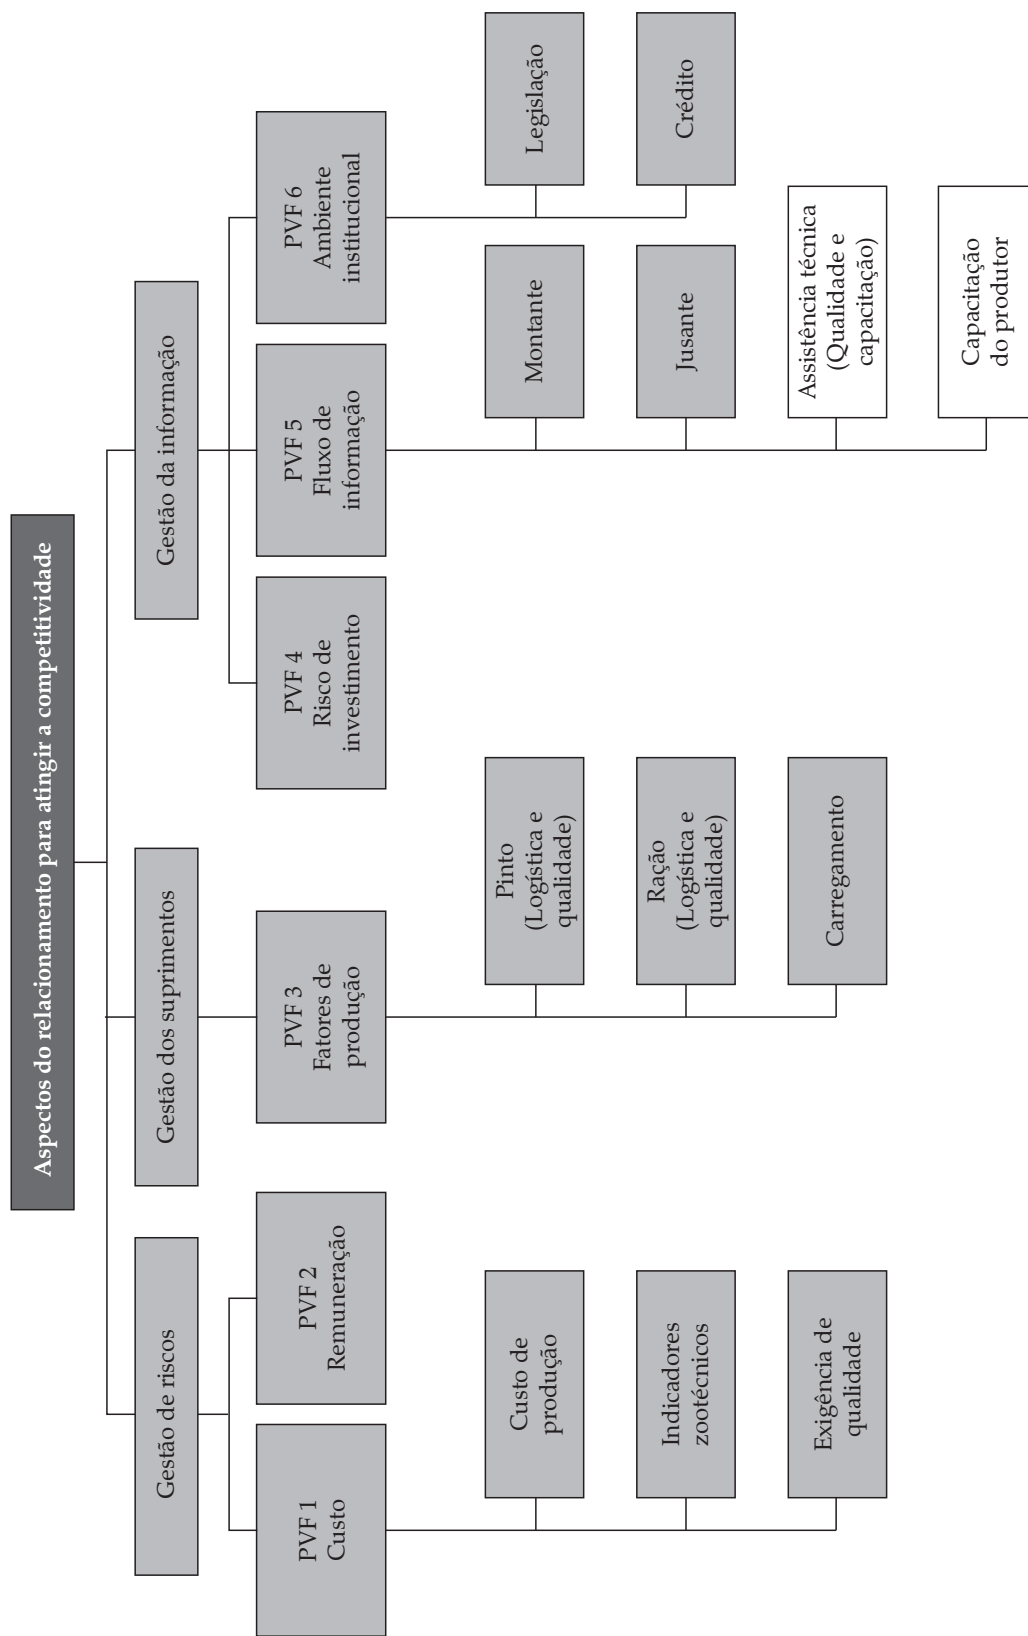 Aspectos do relacionamento para atingir a competitividade
Gestão de riscos
PVF 1
Custo
Custo de
produção
Indicadores
zootécnicos
Exigência de
qualidade
PVF 2
Remuneração
Gestão dos suprimentos
PVF 3
Fatores de
produção
Pinto
(Logística e
qualidade)
Ração
(Logística e
qualidade)
Carregamento
Gestão da informação
PVF 4
Risco de
investimento
PVF 5
Fluxo de
informação
Montante
Jusante
Assistência técnica
(Qualidade e
capacitação)
Capacitação
do produtor
PVF 6
Ambiente
institucional
Legislação
Crédito